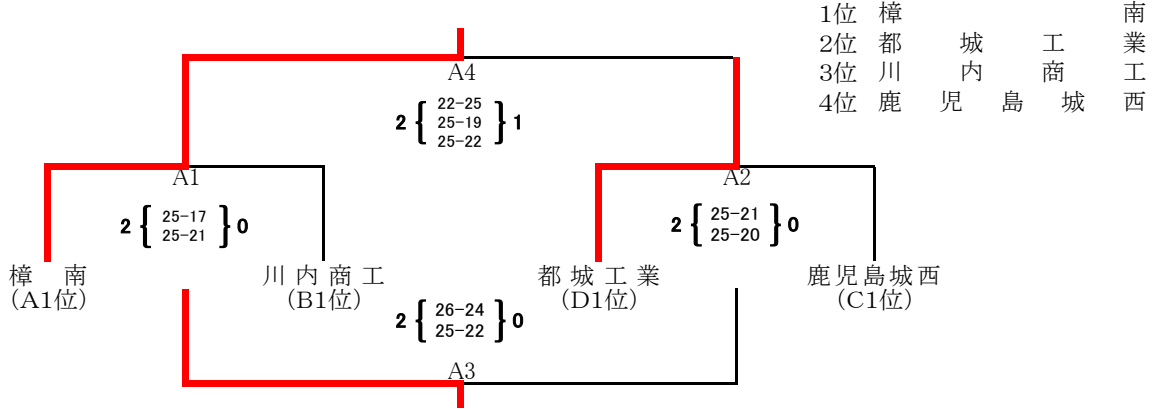 1位 樟 南
2位 都 城 工 業
3位 川 内 商 工
4位 鹿 児 島 城 西
A4
2 { 22-25 25-19 25-22 } 1
A1
2 { 25-17 25-21 } 0
A2
2 { 25-21 25-20 } 0
樟 南
(A1位)
川内商工
(B1位)
都城工業
(D1位)
鹿児島城西
(C1位)
2 { 26-24 25-22 } 0
A3